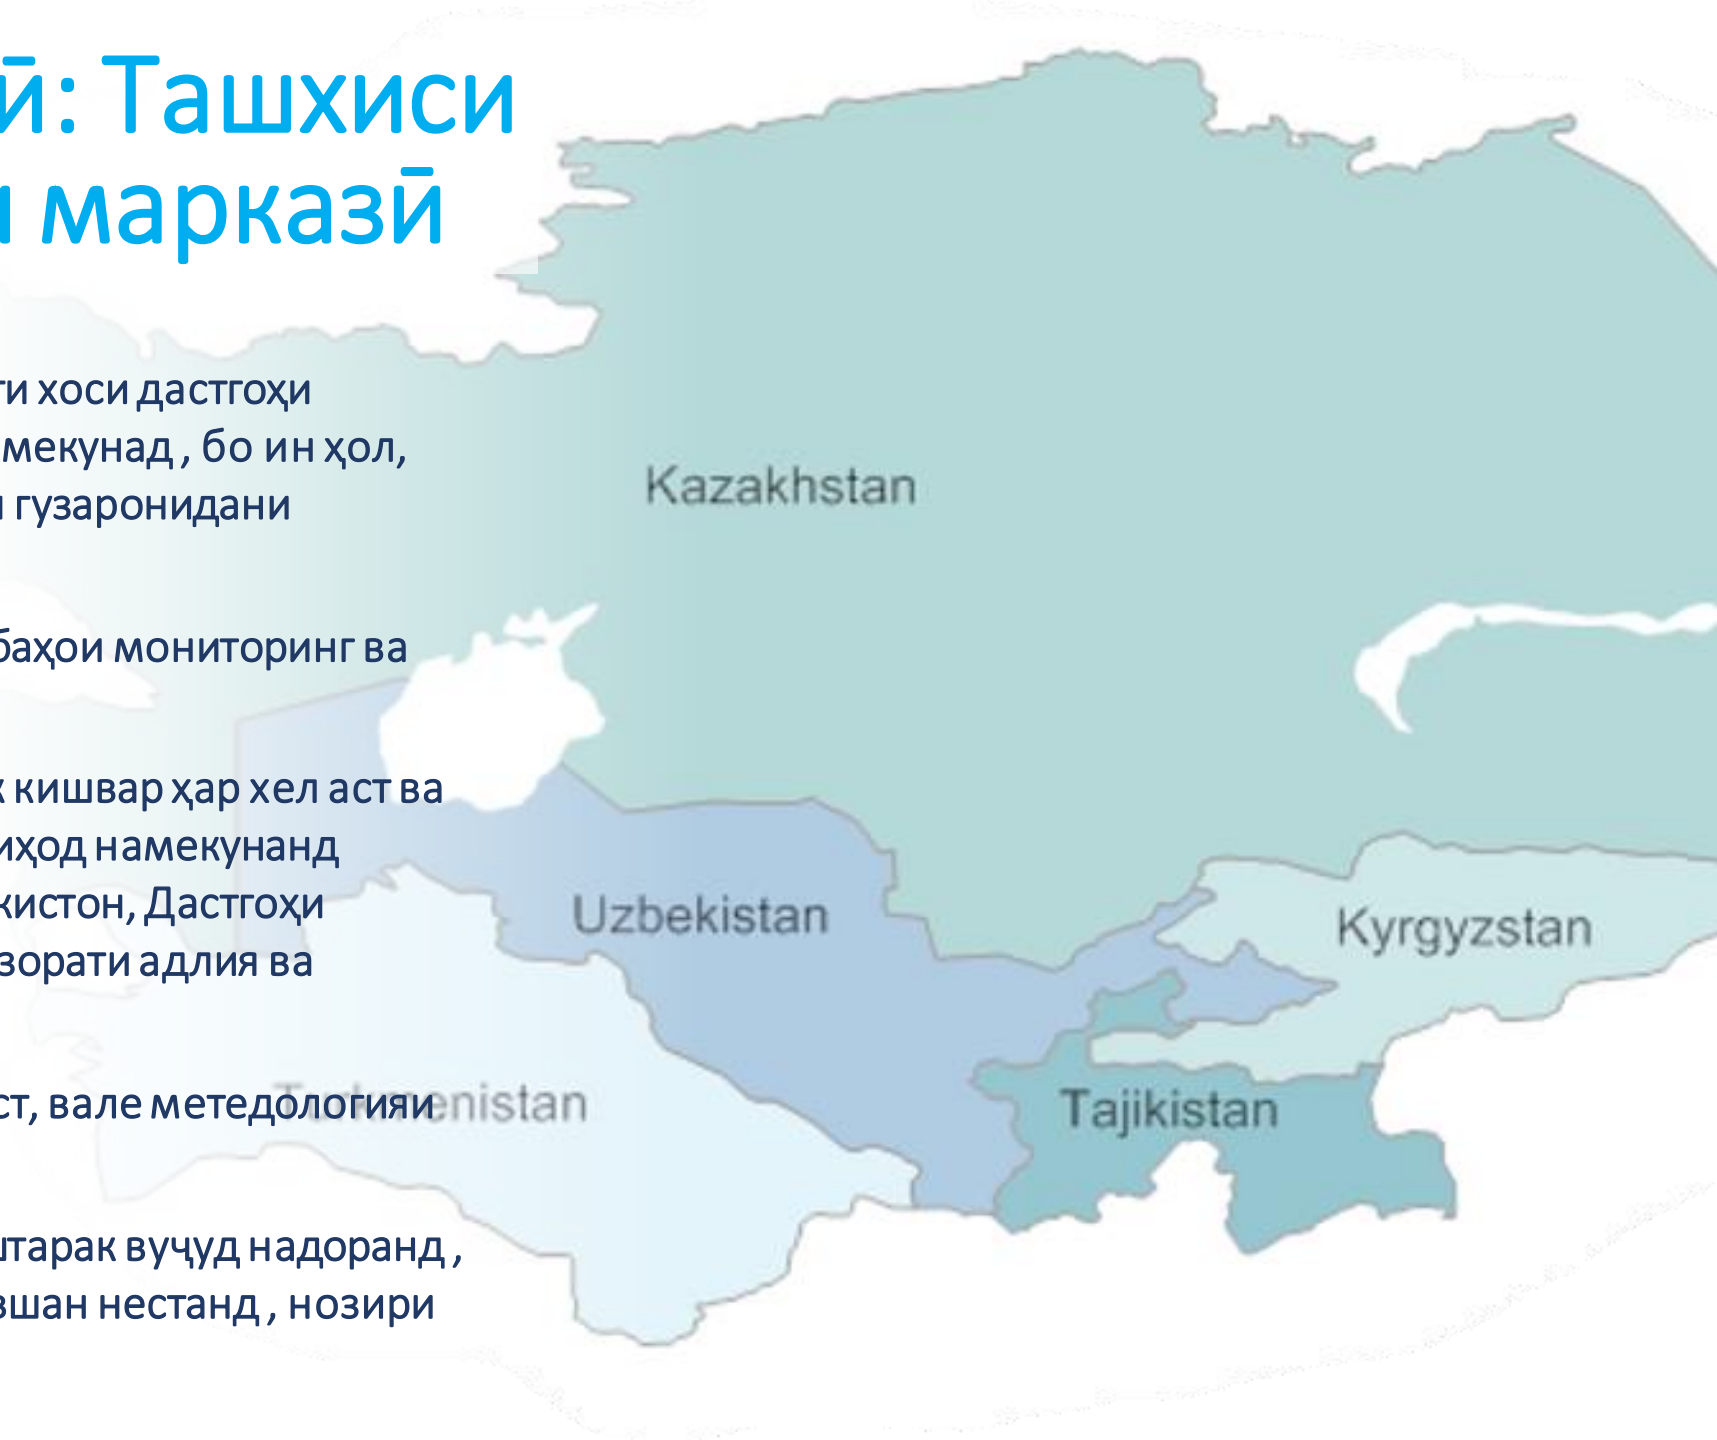 ӣ: Ташхиси
и марказӣ
ти хоси дастгоҳи
мекунад , бо ин ҳол,
и гузаронидани
баҳои мониторинг ва
к кишвар ҳар хел аст ва
иҳод намекунанд
кистон, Дастгоҳи
зорати адлия ва
ст, вале метедологияи
штарак вуҷуд надоранд ,
вшан нестанд , нозири
Kazakhstan
Uzbekistan
Kyrgyzstan
Turkmenistan
Tajikistan